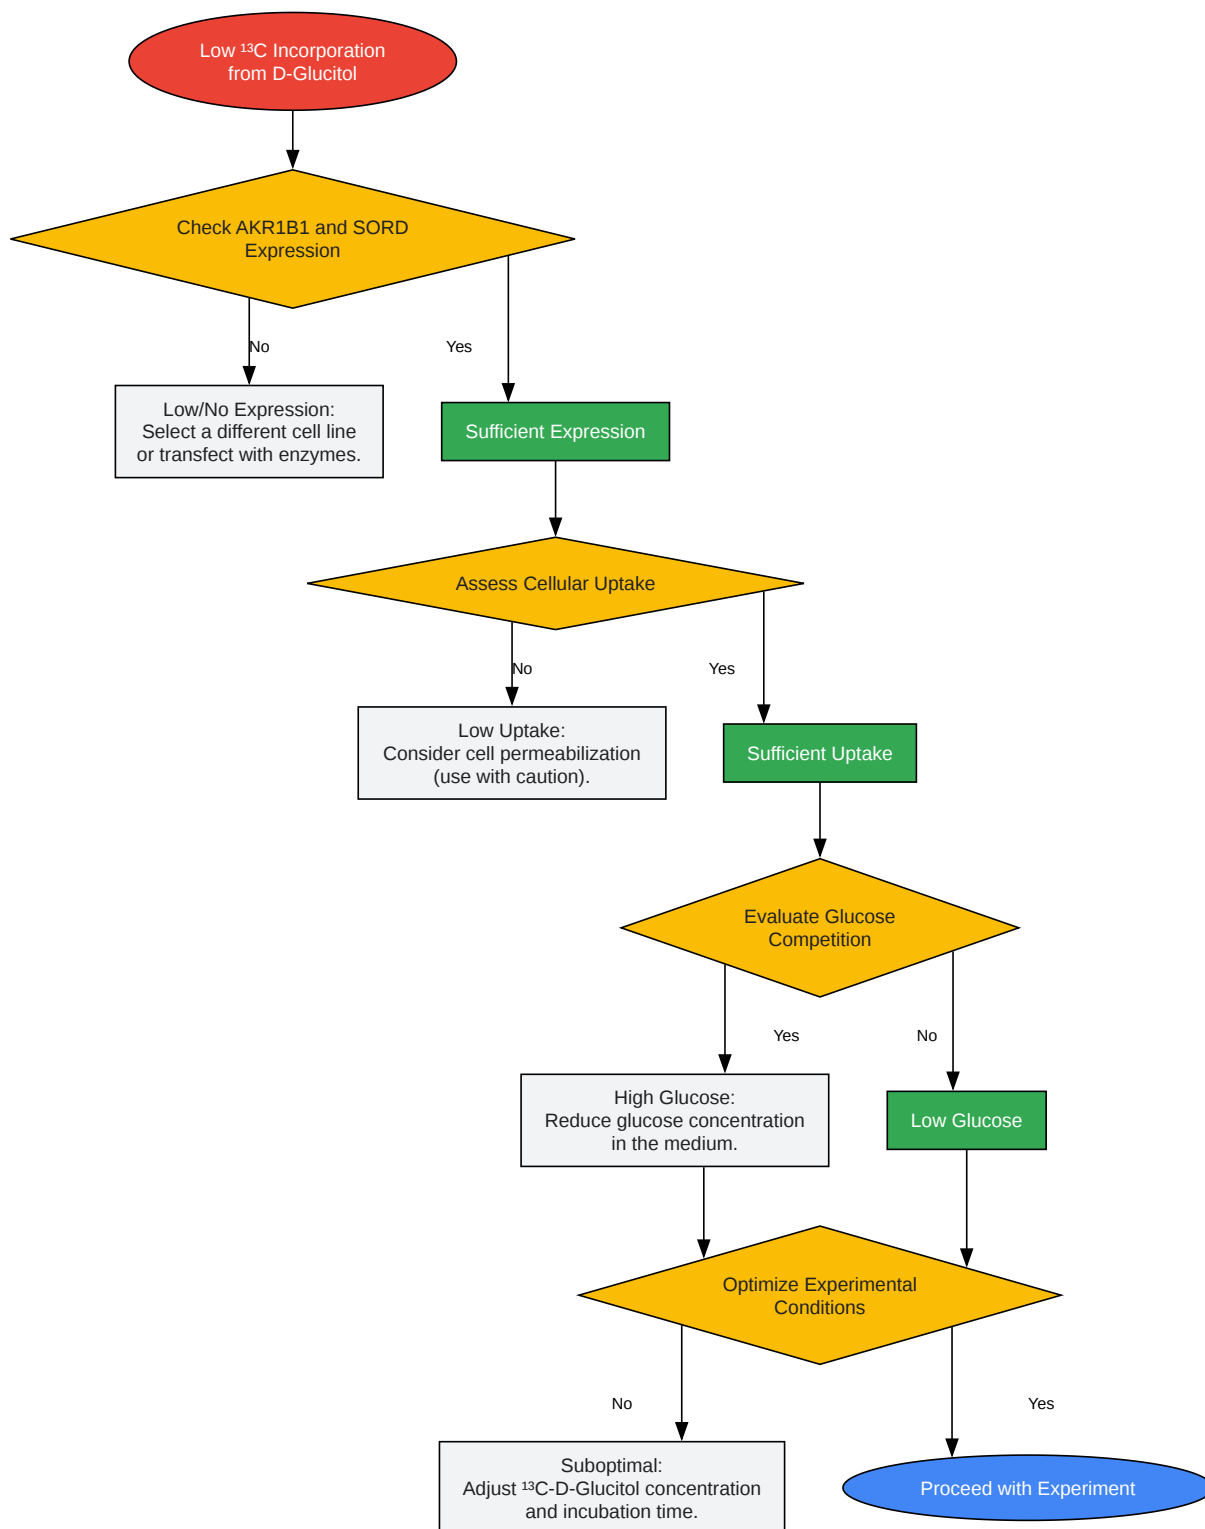 Low ¹³C Incorporation
from D-Glucitol
Check AKR1B1 and SORD
Expression
No
Yes
Low/No Expression:
Select a different cell line
or transfect with enzymes.
Sufficient Expression
Assess Cellular Uptake
No
Yes
Low Uptake:
Consider cell permeabilization
(use with caution).
Sufficient Uptake
Evaluate Glucose
Competition
Yes
No
High Glucose:
Reduce glucose concentration
in the medium.
Low Glucose
Optimize Experimental
Conditions
No
Yes
Suboptimal:
Adjust ¹³C-D-Glucitol concentration
and incubation time.
Proceed with Experiment